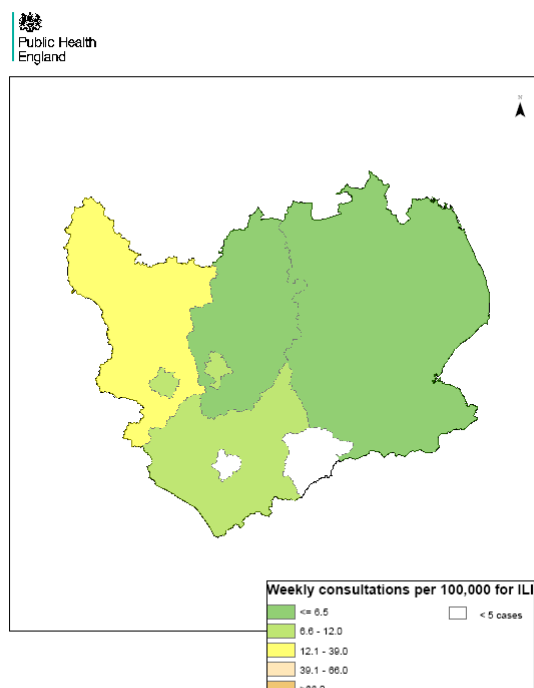 Public Health
England
N
Weekly consultations per 100,000 for ILI
<= 6.5
< 5 cases
6.6 - 12.0
12.1 - 39.0
39.1 - 66.0